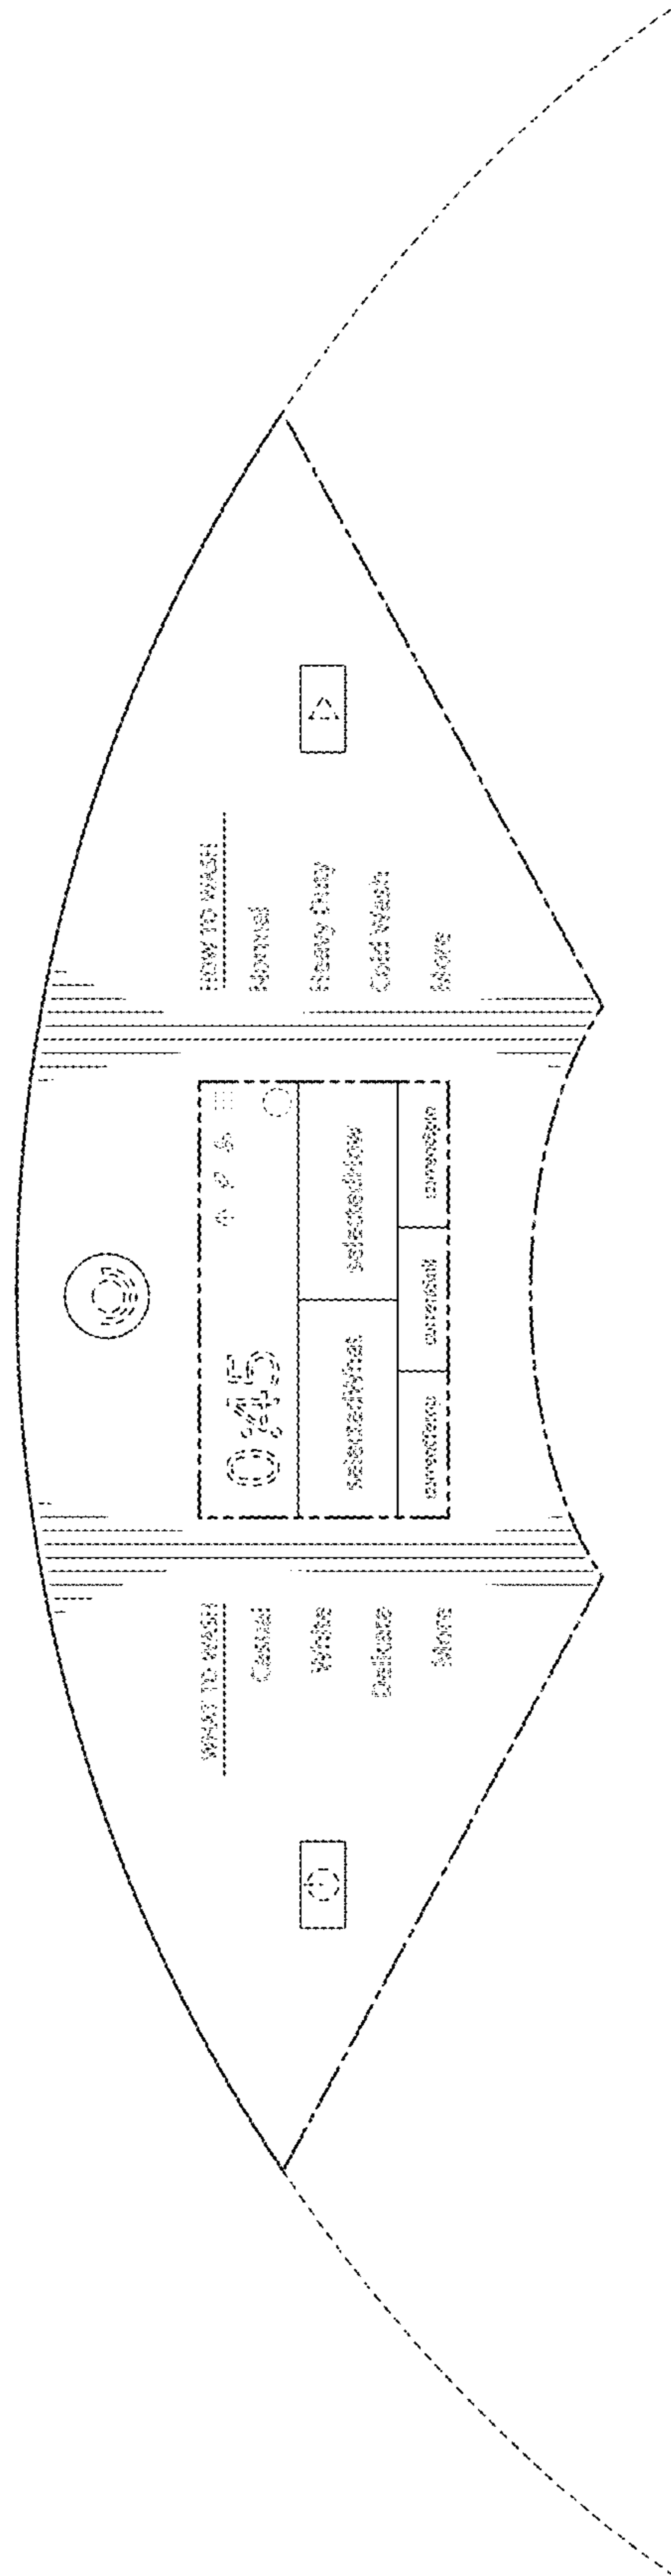 WHAT TO WASH
Casual
White
Delicate
More
0:45
selectedWhat
selectedHow
currentTemp
currentSoil
currentSpin
HOW TO WASH
Normal
Heavy Duty
Cold Wash
More